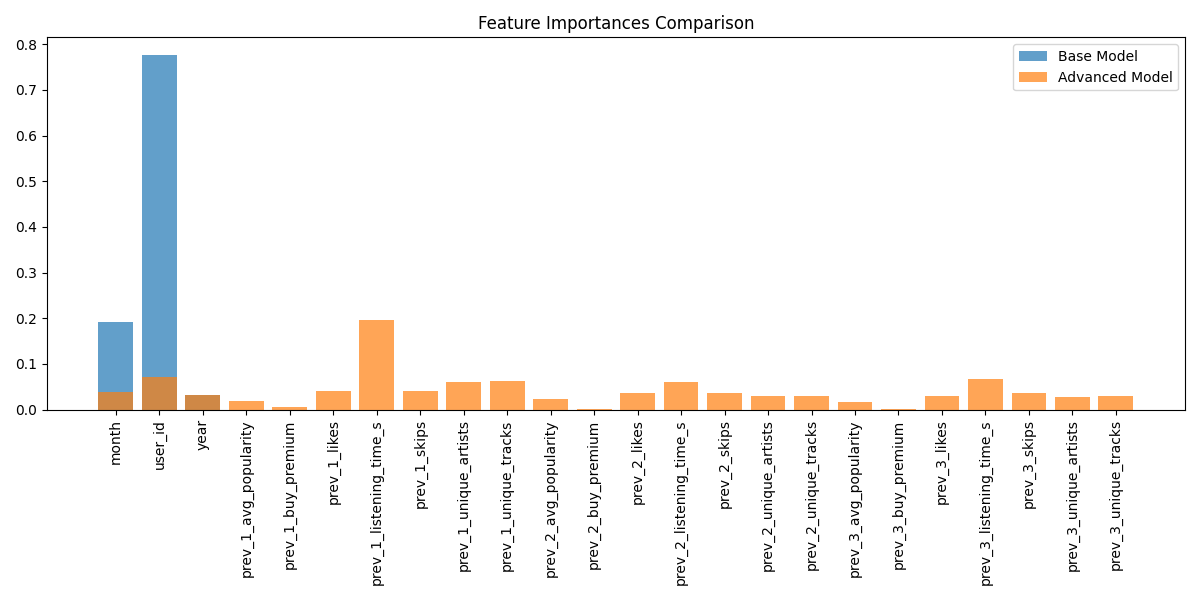 Feature Importances Comparison
Base Model
Advanced Model
0.8
0.7
0.6
0.5
0.4
0.3
0.2
0.1
0.0
month
user_id
year
prev_1_avg_popularity
prev_1_buy_premium
prev_1_likes
prev_1_listening_time_s
prev_1_skips
prev_1_unique_artists
prev_1_unique_tracks
prev_2_avg_popularity
prev_2_buy_premium
prev_2_likes
prev_2_listening_time_s
prev_2_skips
prev_2_unique_artists
prev_2_unique_tracks
prev_3_avg_popularity
prev_3_buy_premium
prev_3_likes
prev_3_listening_time_s
prev_3_skips
prev_3_unique_artists
prev_3_unique_tracks